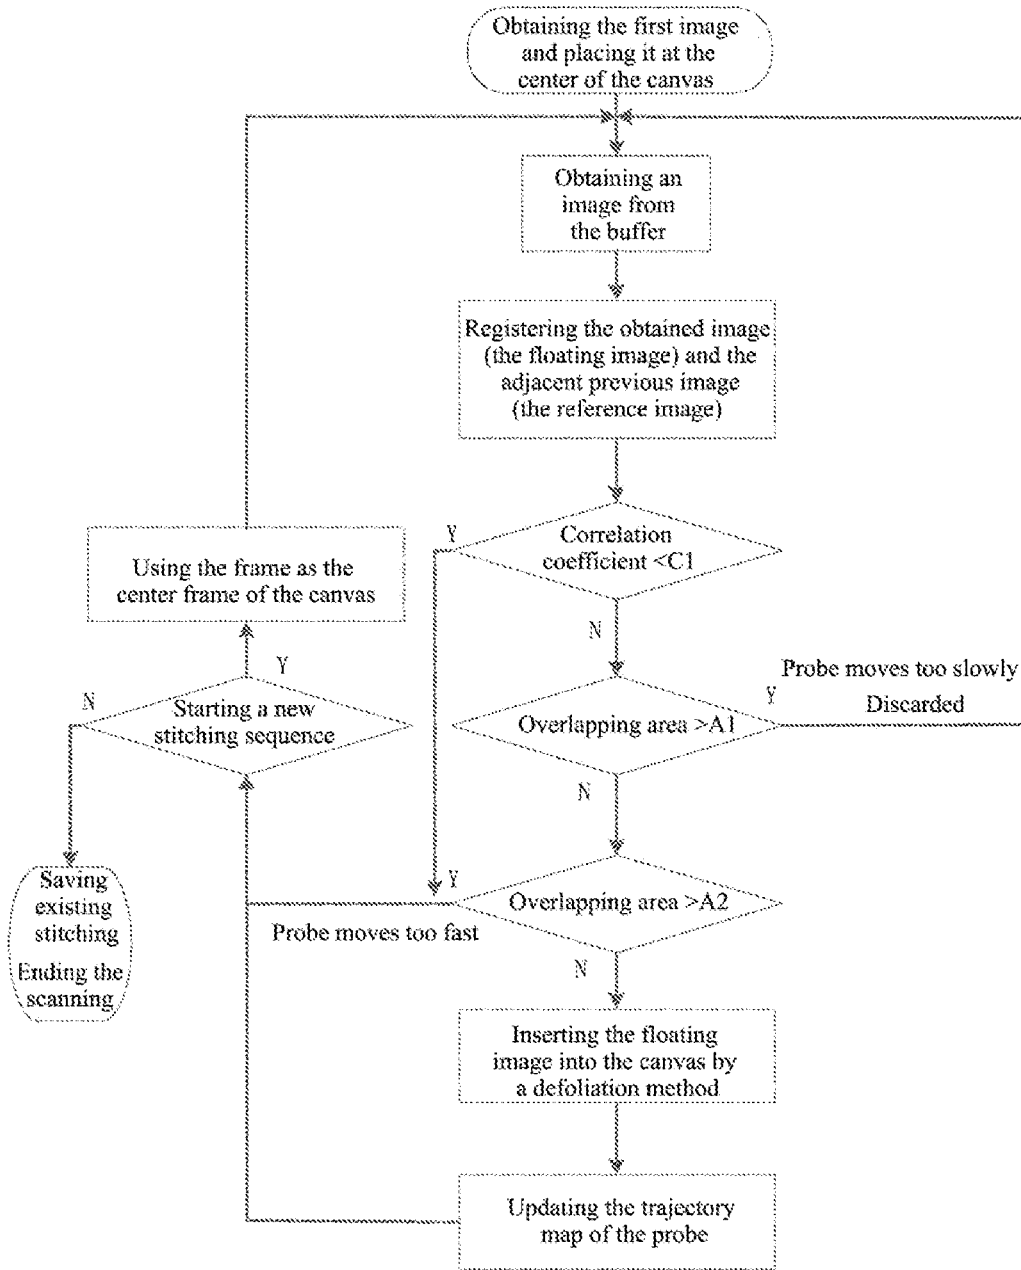 Obtaining the first image
and placing it at the
center of the canvas
Obtaining an
image from
the buffer
Registering the obtained image
(the floating image) and the
adjacent previous image
(the reference image)
Y
Correlation
coefficient <C1
N
Using the frame as the
center frame of the canvas
Y
N
Starting a new
stitching sequence
Overlapping area >A1
Y
Probe moves too slowly
Discarded
N
Y
Overlapping area >A2
Probe moves too fast
N
Saving
existing
stitching
Ending the
scanning
Inserting the floating
image into the canvas by
a defoliation method
Updating the trajectory
map of the probe